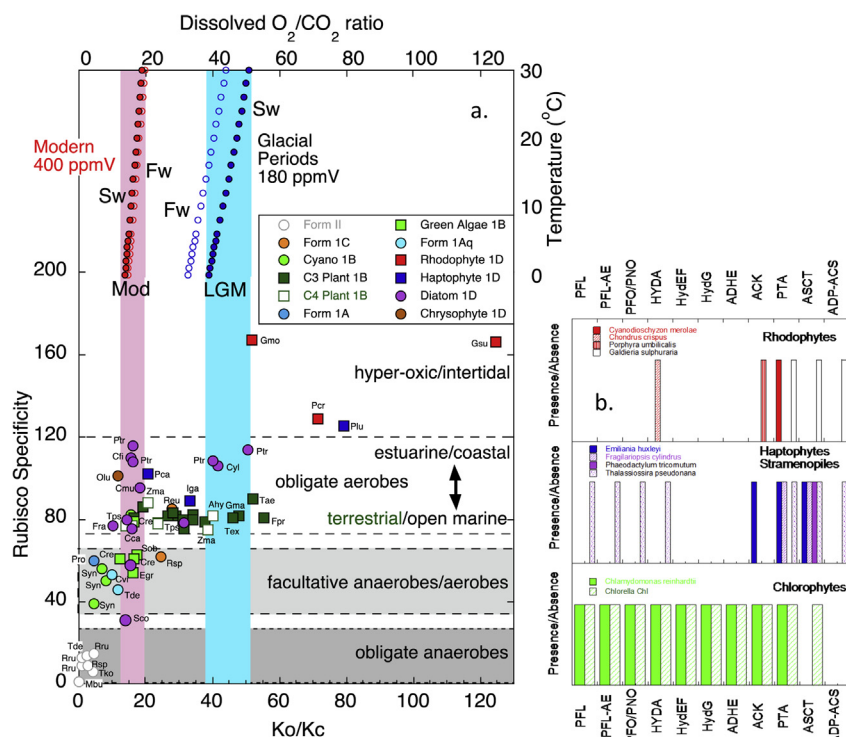 Dissolved O2/CO2 ratio
0 20 40 60 80 100 120
a.
30
20
10
0
Temperature (°C)
Modern
400 ppmV
Sw
Fw
Fw
Sw
Glacial
Periods
180 ppmV
Mod
LGM
Form II
Form 1C
Cyano 1B
C3 Plant 1B
C4 Plant 1B
Form 1A
Green Algae 1B
Form 1Aq
Rhodophyte 1D
Haptophyte 1D
Diatom 1D
Chrysophyte 1D
Rubisco Specificity
200
160
120
80
40
0
Gmo
Gsu
hyper-oxic/intertidal
Pcr
Plu
Ptr
Cfi
Ptr
Ptr
Cyl
Ptr
estuarine/coastal
Olu
Pca
obligate aerobes
Cmu
Zma
Iga
Reu
Ahy
Gma
Tae
Tps
Fra
Cre
Tps
Cca
Zma
Tex
Fpr
terrestrial/open marine
Pro
Cre
Sob
Rsp
Syn
Cre
Syn
Cvi
Egr
Tde
Syn
facultative anaerobes/aerobes
Sco
Tde
Rru
Rru
Rru
Rsp
Tko
Mbu
obligate anaerobes
0 20 40 60 80 100 120
Ko/Kc
PFL
PFL-AE
PFO/PNO
HYDA
HydEF
HydG
ADHE
ACK
PTA
ASCT
ADP-ACS
b.
Presence/Absence
Cyanodioschyzon merolae
Chondrus crispus
Porphyra umbilicalis
Galdieria sulphuraria
Rhodophytes
Presence/Absence
Emiliania huxleyi
Fragilariopsis cylindrus
Phaeodactylum tricornutum
Thalassiossira pseudonana
Haptophytes
Stramenopiles
Presence/Absence
Chlamydomonas reinhardtii
Chlorella Chl
Chlorophytes
PFL
PFL-AE
PFO/PNO
HYDA
HydEF
HydG
ADHE
ACK
PTA
ASCT
ADP-ACS